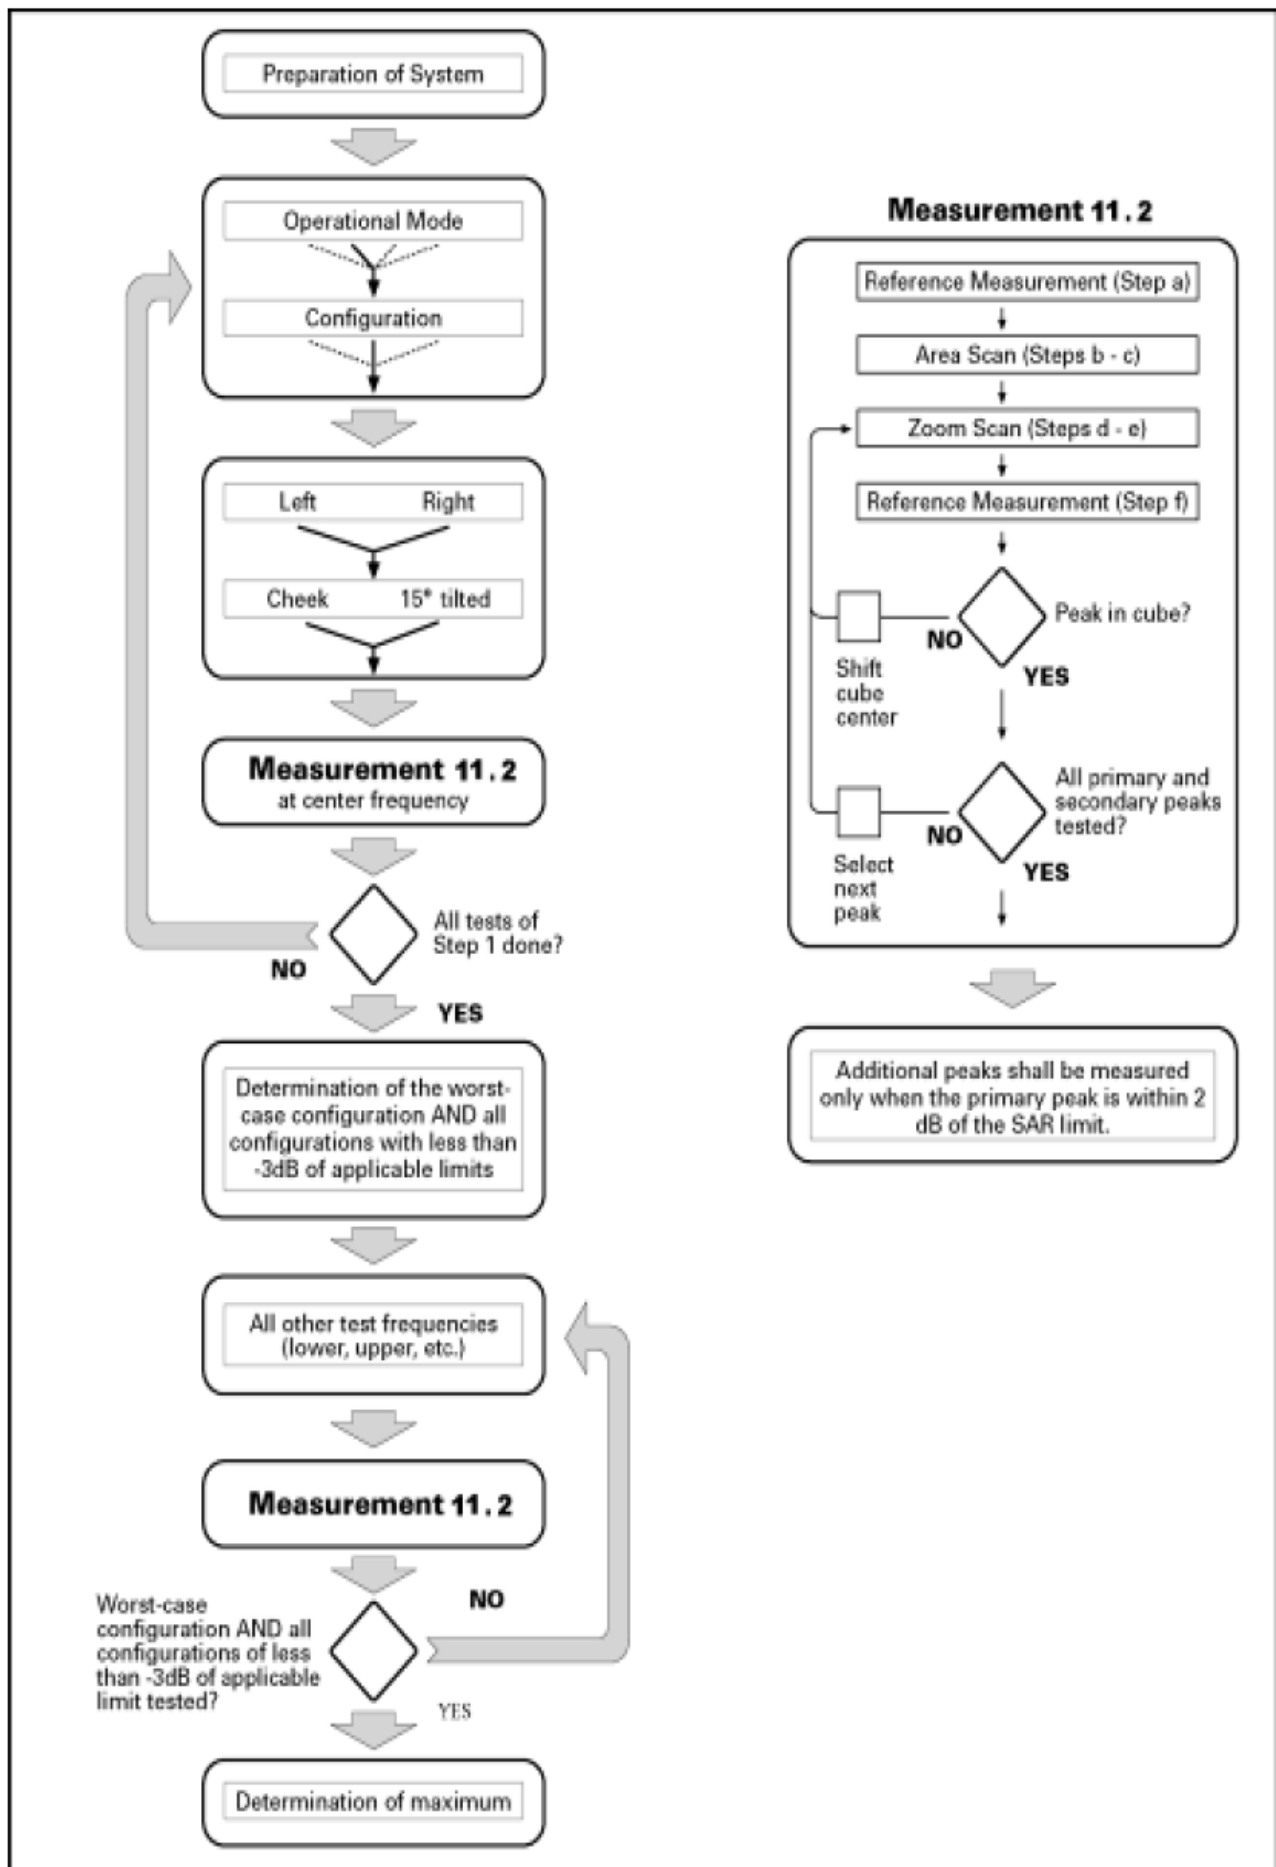 Preparation of System
Operational Mode
Configuration
Left Right
Cheek 15° tilted
Measurement 11.2
at center frequency
All tests of
Step 1 done?
NO
YES
Determination of the worst-
case configuration AND all
configurations with less than
-3dB of applicable limits
All other test frequencies
(lower, upper, etc.)
Measurement 11.2
NO
Worst-case
configuration AND all
configurations of less
than -3dB of applicable
limit tested?
YES
Determination of maximum
Measurement 11.2
Reference Measurement (Step a)
Area Scan (Steps b - c)
Zoom Scan (Steps d - e)
Reference Measurement (Step f)
Peak in cube?
NO
YES
Shift
cube
center
All primary and
secondary peaks
tested?
NO
YES
Select
next
peak
Additional peaks shall be measured
only when the primary peak is within 2
dB of the SAR limit.